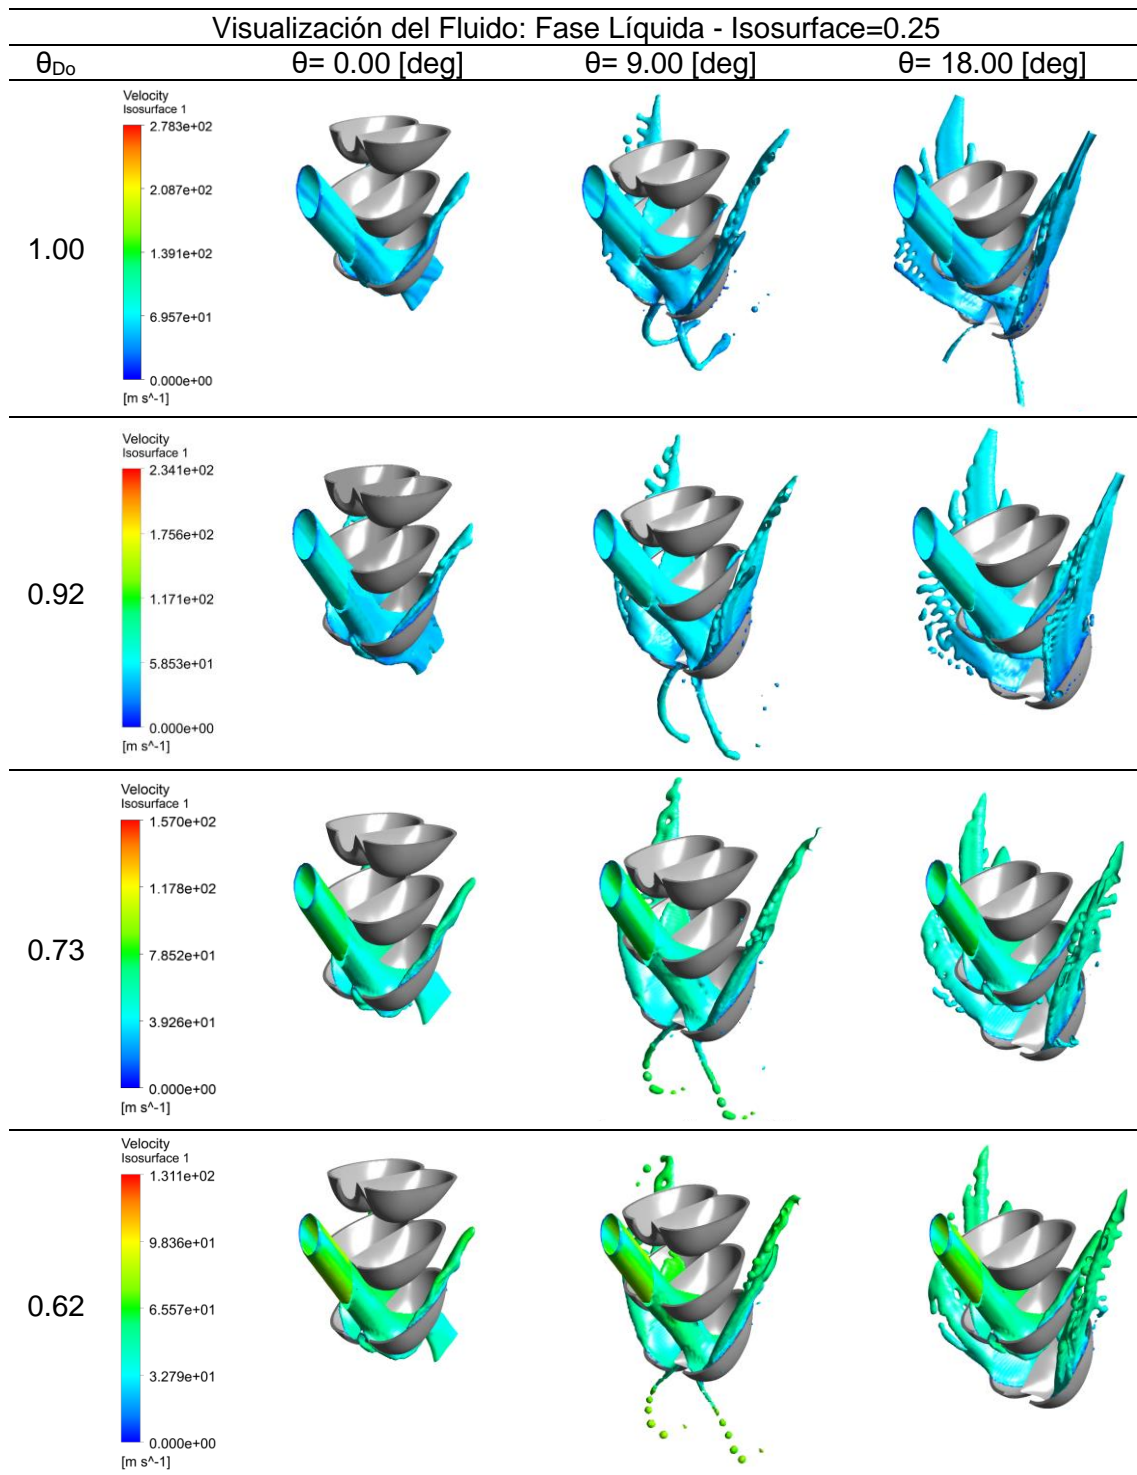 Visualización del Fluido: Fase Líquida - Isosurface=0.25
θDo θ= 0.00 [deg] θ= 9.00 [deg] θ= 18.00 [deg]
Velocity
Isosurface 1
2.783e+02
2.087e+02
1.391e+02
6.957e+01
0.000e+00
[m s^-1]
1.00
Velocity
Isosurface 1
2.341e+02
1.756e+02
1.171e+02
5.853e+01
0.000e+00
[m s^-1]
0.92
Velocity
Isosurface 1
1.570e+02
1.178e+02
7.852e+01
3.926e+01
0.000e+00
[m s^-1]
0.73
Velocity
Isosurface 1
1.311e+02
9.836e+01
6.557e+01
3.279e+01
0.000e+00
[m s^-1]
0.62